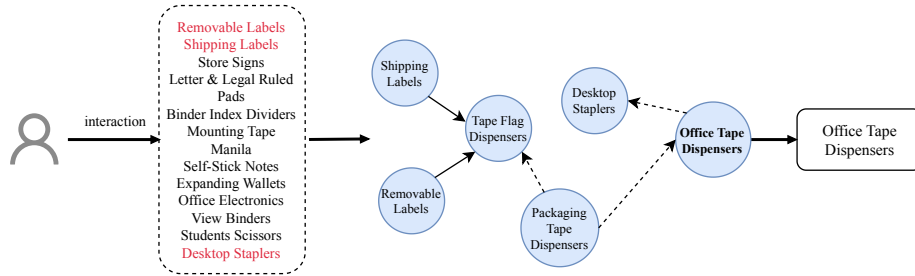 interaction
Removable Labels
Shipping Labels
Store Signs
Letter & Legal Ruled
Pads
Binder Index Dividers
Mounting Tape
Manila
Self-Stick Notes
Expanding Wallets
Office Electronics
View Binders
Students Scissors
Desktop Staplers
Shipping
Labels
Removable
Labels
Tape Flag
Dispensers
Desktop
Staplers
Packaging
Tape
Dispensers
Office Tape
Dispensers
Office Tape
Dispensers